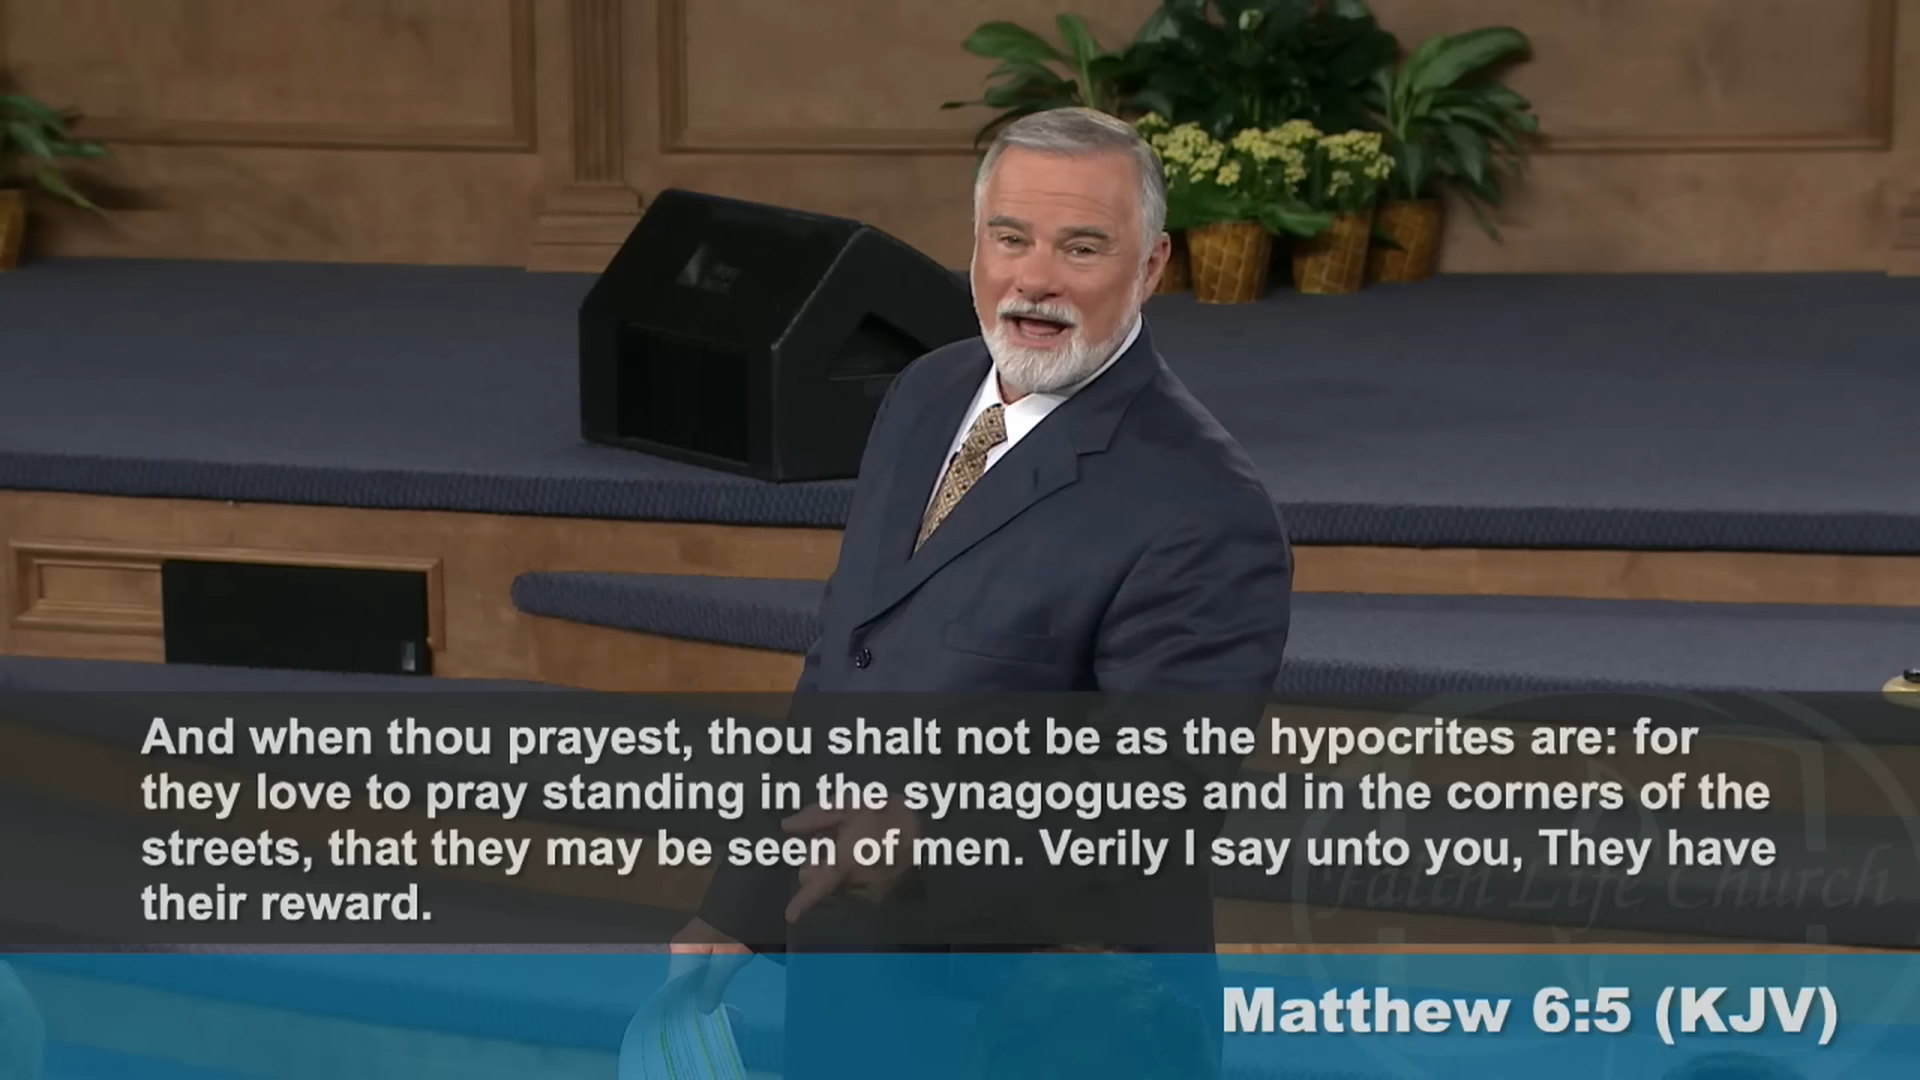 And when thou prayest, thou shalt not be as the hypocrites are: for
they love to pray standing in the synagogues and in the corners of the
streets, that they may be seen of men. Verily I say unto you, They have
their reward.
Faith Life Church
Matthew 6:5 (KJV)